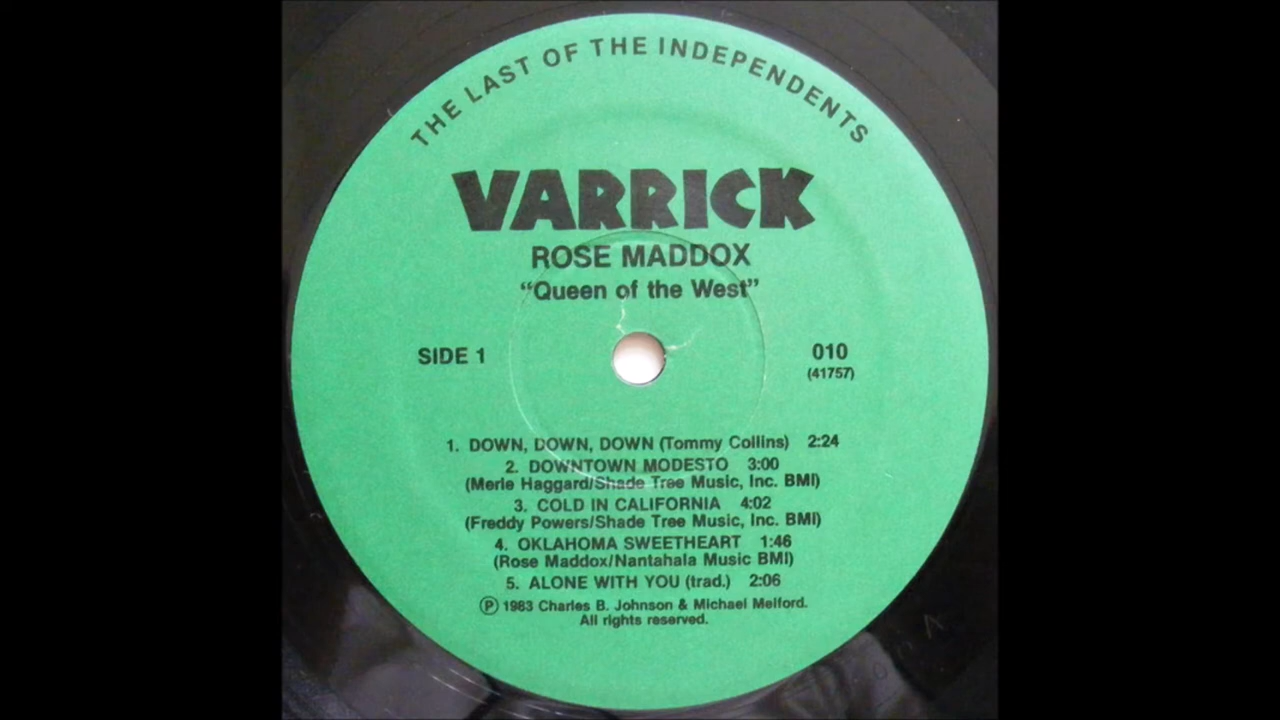 THE LAST OF THE INDEPENDENTS
VARRICK
ROSE MADDOX
“Queen of the West”
SIDE 1
010
(41757)
1. DOWN, DOWN, DOWN (Tommy Collins) 2:24
2. DOWNTOWN MODESTO 3:00
(Merle Haggard/Shade Tree Music, Inc. BMI)
3. COLD IN CALIFORNIA 4:02
(Freddy Powers/Shade Tree Music, Inc. BMI)
4. OKLAHOMA SWEETHEART 1:46
(Rose Maddox/Nantahala Music BMI)
5. ALONE WITH YOU (trad.) 2:06
Ⓟ 1983 Charles B. Johnson & Michael Melford.
All rights reserved.